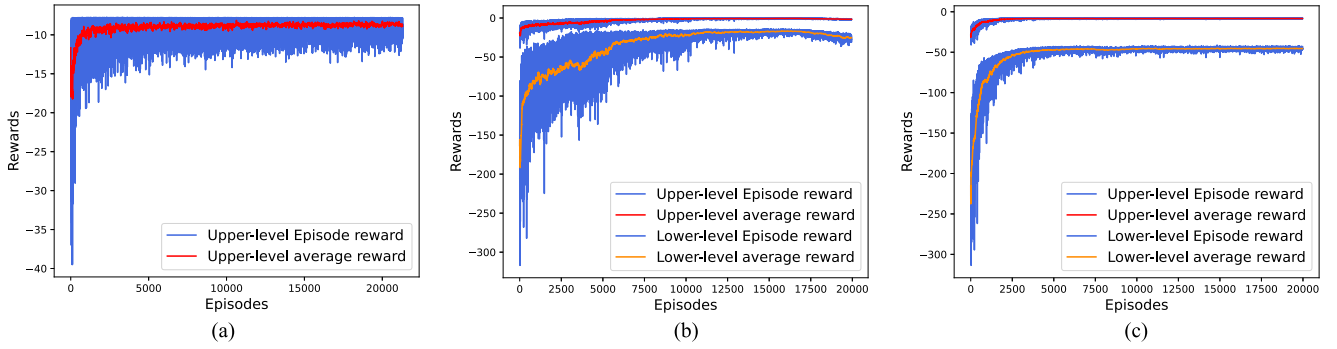 Rewards
−10
−15
−20
−25
−30
−35
−40
0
5000
10000
15000
20000
Episodes
Upper-level Episode reward
Upper-level average reward
(a)
Rewards
0
−50
−100
−150
−200
−250
−300
0
2500
5000
7500
10000
12500
15000
17500
20000
Episodes
Upper-level Episode reward
Upper-level average reward
Lower-level Episode reward
Lower-level average reward
(b)
Rewards
0
−50
−100
−150
−200
−250
−300
0
2500
5000
7500
10000
12500
15000
17500
20000
Episodes
Upper-level Episode reward
Upper-level average reward
Lower-level Episode reward
Lower-level average reward
(c)